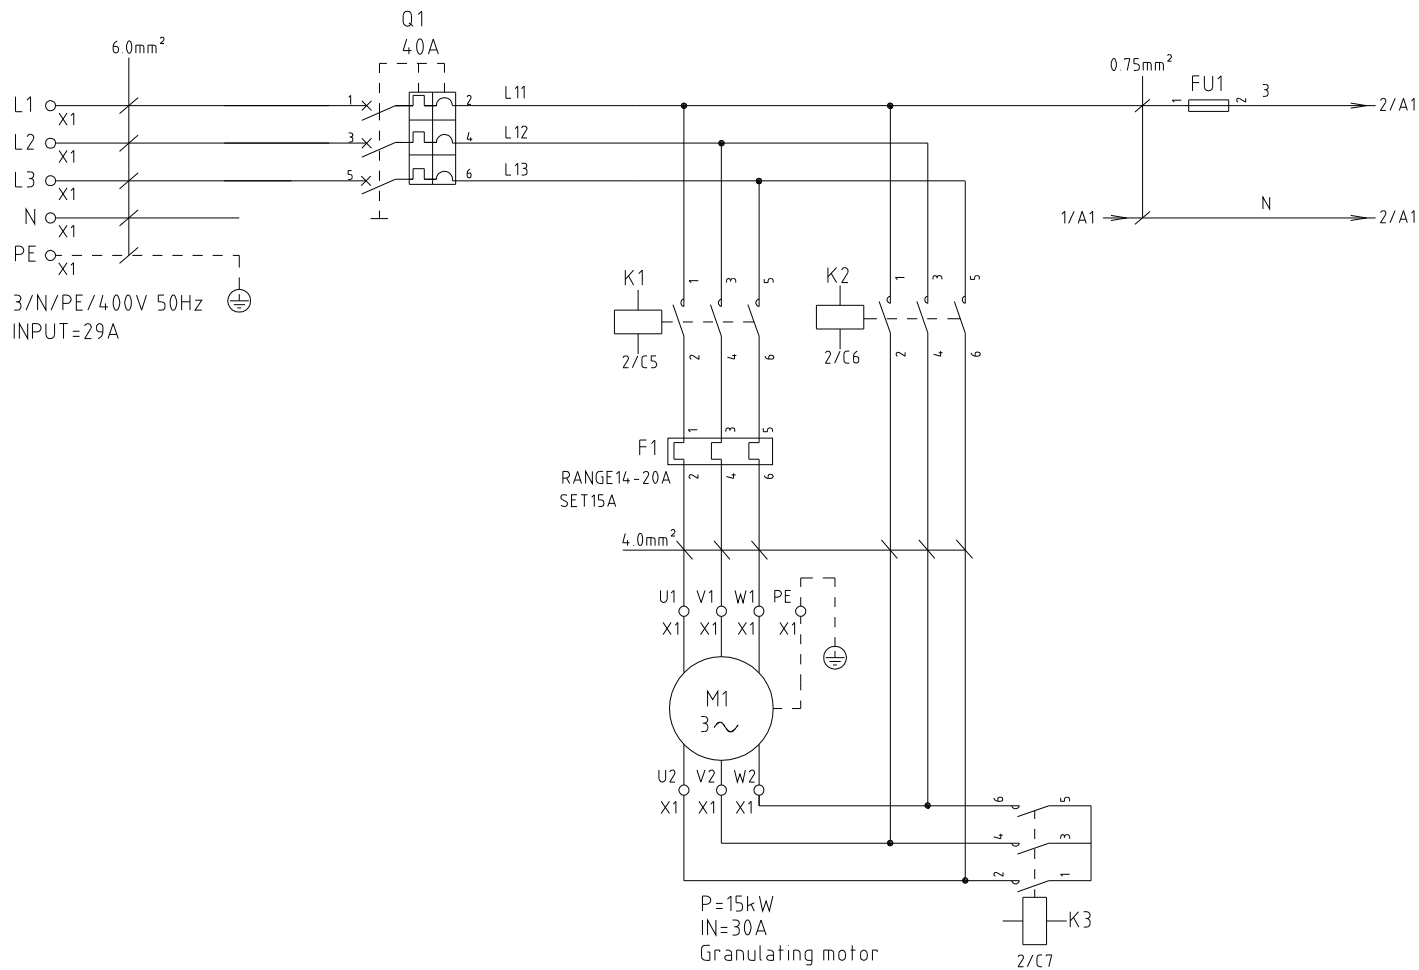 Q1
40A
6.0mm²
0.75mm²
FU1
L1
X1
1
2
L11
1
2
3
2/A1
L2
X1
3
4
L12
L3
X1
5
6
L13
N
X1
1/A1
N
2/A1
PE
X1
3/N/PE/400V 50Hz
INPUT=29A
K1
1
3
5
2/C5
2
4
6
K2
1
3
5
2/C6
2
4
6
F1
1
3
5
RANGE14-20A
SET15A
2
4
6
4.0mm²
U1
V1
W1
PE
X1
X1
X1
X1
M1
3~
U2
V2
W2
X1
X1
X1
6
5
4
3
2
1
K3
2/C7
P=15kW
IN=30A
Granulating motor